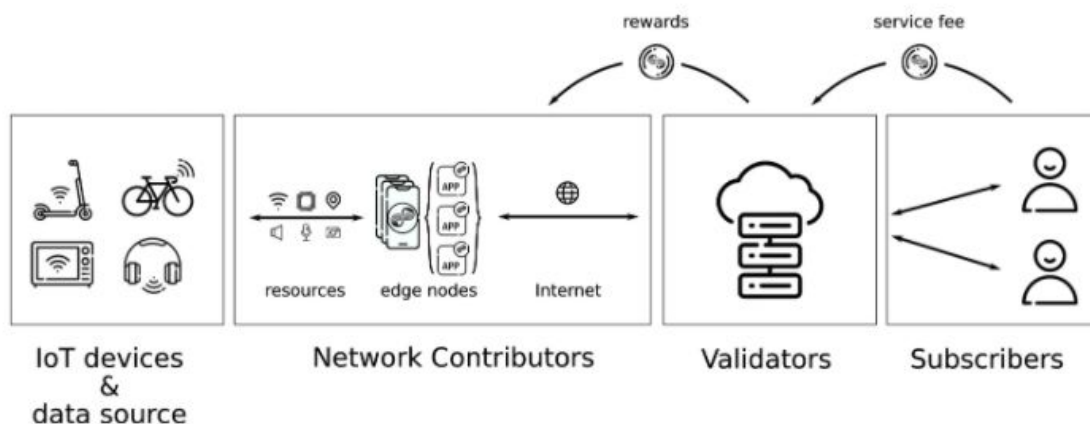 rewards
service fee
APP
APP
APP
resources
edge nodes
Internet
IoT devices
&
data source
Network Contributors
Validators
Subscribers